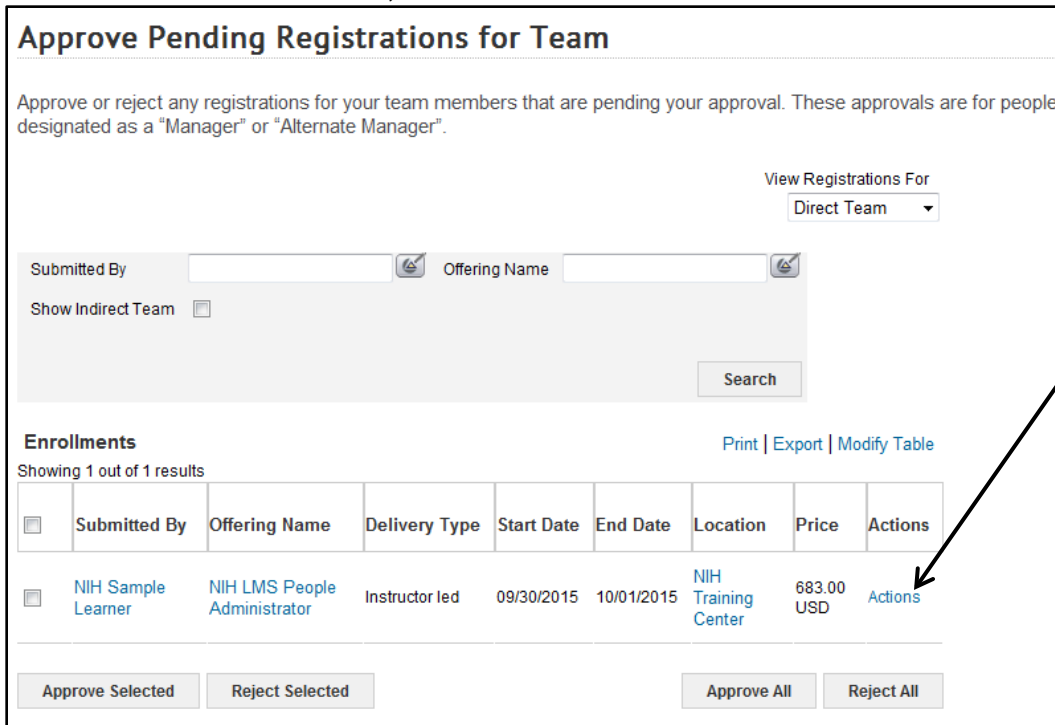 Approve Pending Registrations for Team
Approve or reject any registrations for your team members that are pending your approval. These approvals are for people
designated as a “Manager” or “Alternate Manager”.
View Registrations For
Direct Team
Submitted By Offering Name
Show Indirect Team
Search
Enrollments Print | Export | Modify Table
Showing 1 out of 1 results
Submitted By Offering Name Delivery Type Start Date End Date Location Price Actions
NIH Sample Learner NIH LMS People Administrator Instructor led 09/30/2015 10/01/2015 NIH Training Center 683.00 USD Actions
Approve Selected Reject Selected Approve All Reject All